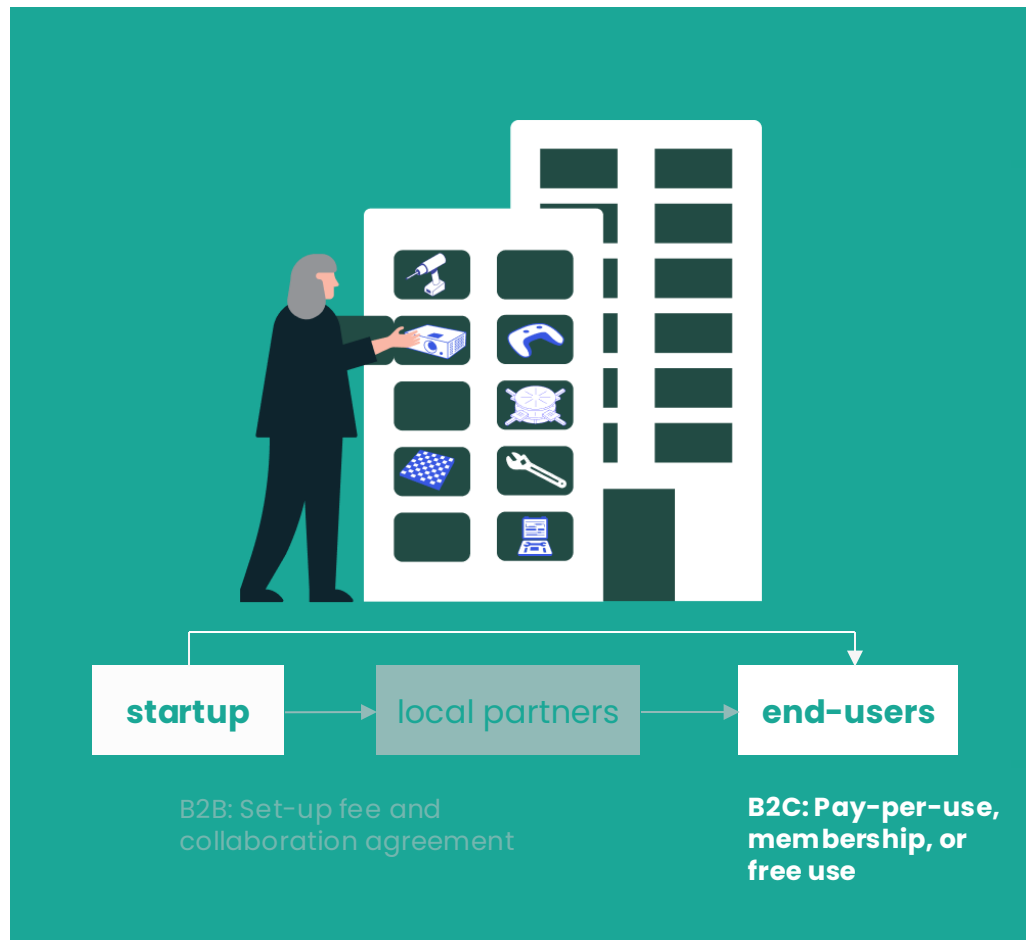 startup
local partners
end-users
B2B: Set-up fee and
collaboration agreement
B2C: Pay-per-use,
membership, or
free use